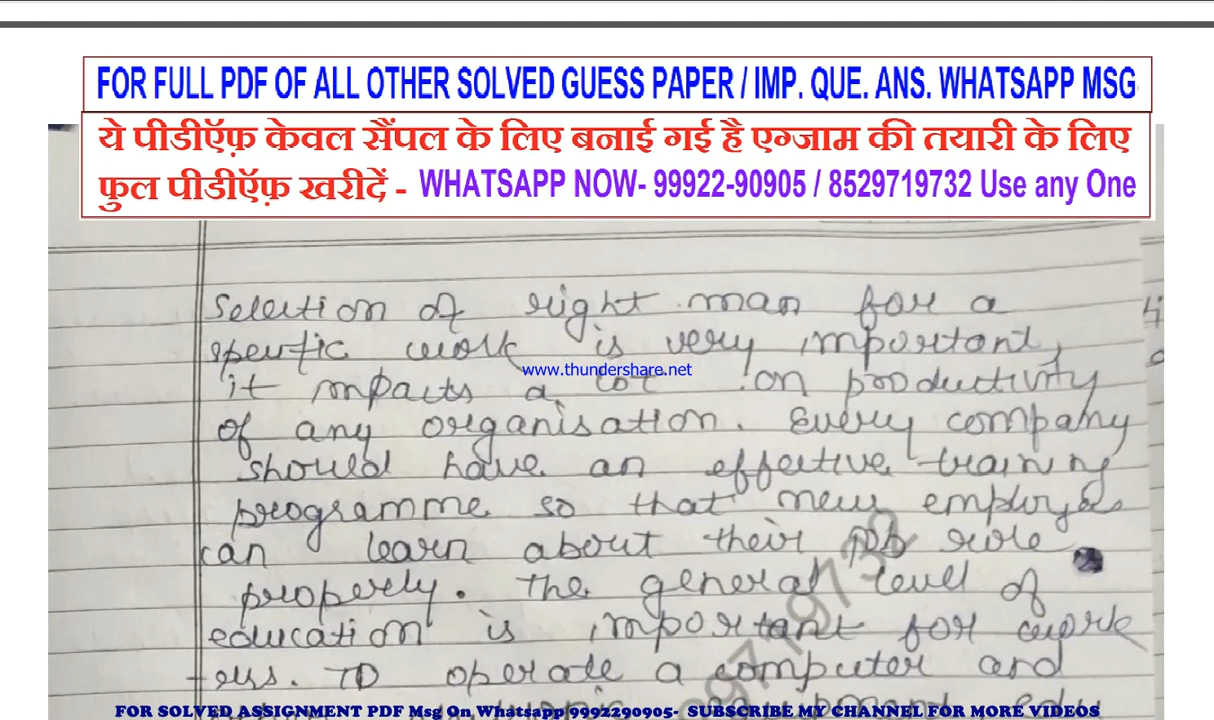 FOR FULL PDF OF ALL OTHER SOLVED GUESS PAPER / IMP. QUE. ANS. WHATSAPP MSG
ये पीडीऍफ़ केवल सैंपल के लिए बनाई गई है एग्जाम की तयारी के लिए
फुल पीडीऍफ़ खरीदें - WHATSAPP NOW- 99922-90905 / 8529719732 Use any One
Selection of right man for a
specific work is very important,
www.thundershare.net
it impacts a lot on productivity
of any organisation. Every company
should have an effective training
programme so that new employees
can learn about their job role
properly. The general level of
education is important for work
ers. To operate a computer and
FOR SOLVED ASSIGNMENT PDF Msg On Whatsapp 9992290905- SUBSCRIBE MY CHANNEL FOR MORE VIDEOS